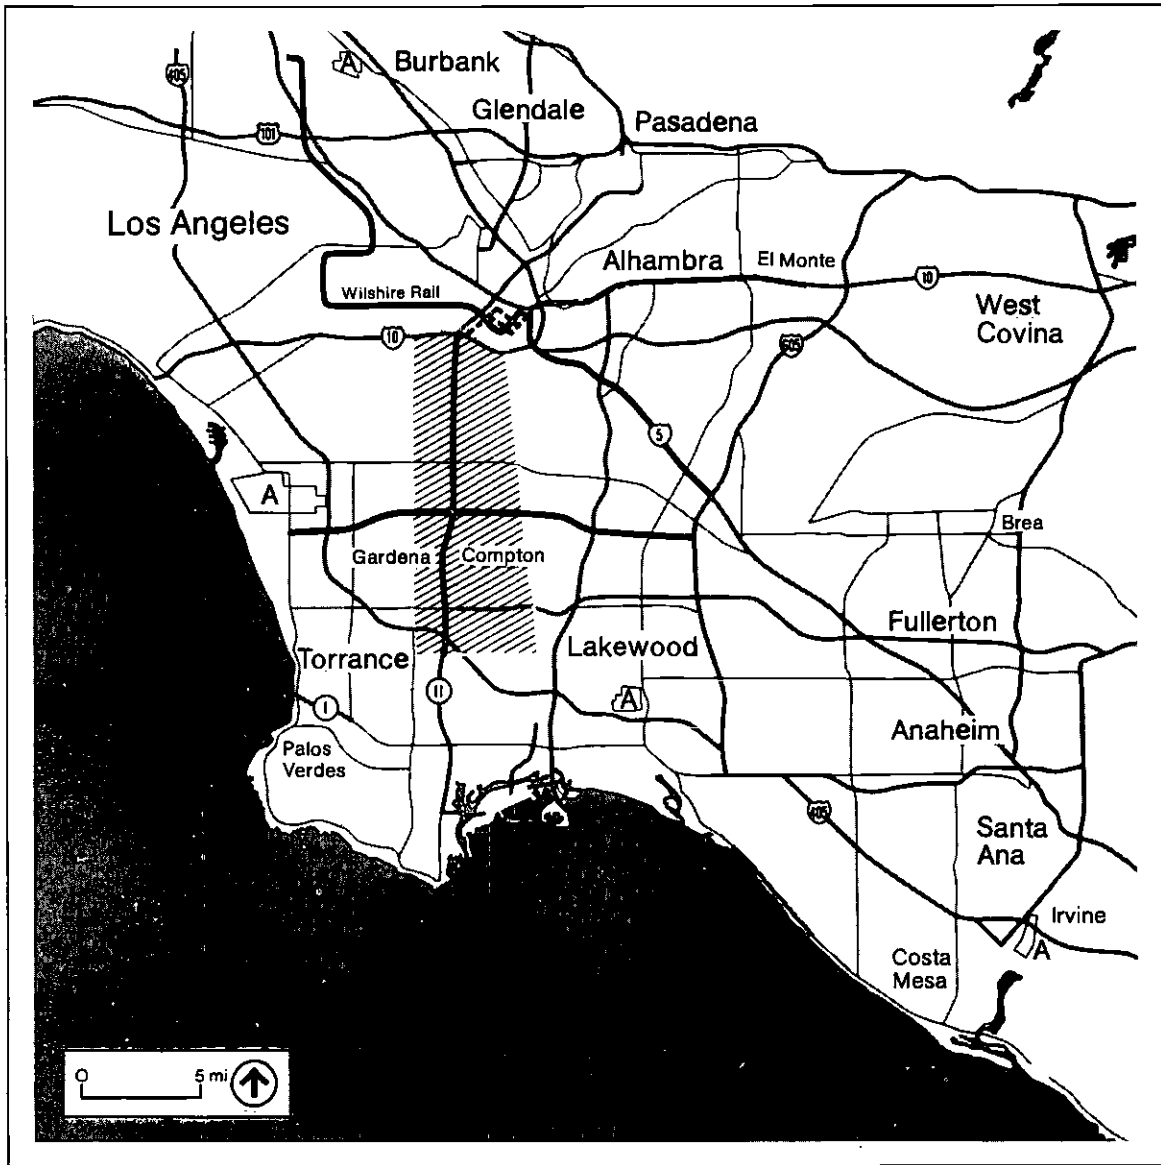 405
A
Burbank
Glendale
Pasadena
101
Los Angeles
Alhambra
El Monte
10
Wilshire Rail
West
Covina
10
605
5
A
Brea
Gardena
Compton
Fullerton
Torrance
Lakewood
11
A
1
Anaheim
Palos
Verdes
405
Santa
Ana
Irvine
A
Costa
Mesa
0
5 mi